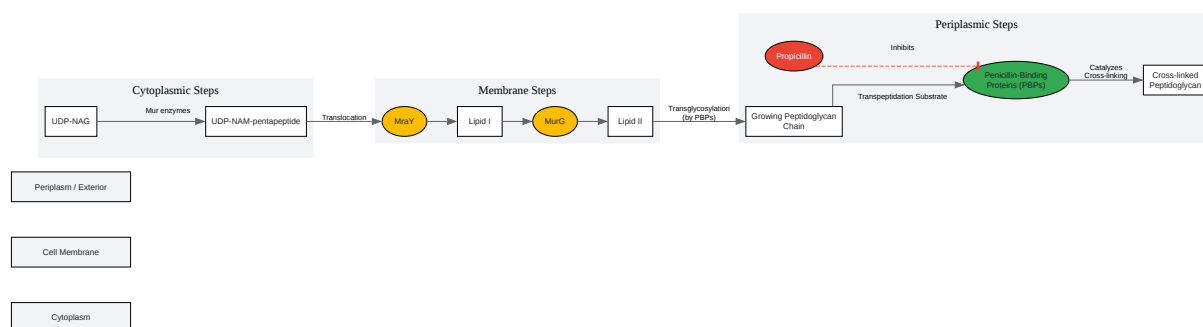 Periplasmic Steps
Propicillin
Inhibits
Penicillin-Binding
Proteins (PBPs)
Catalyzes
Cross-linking
Cross-linked
Peptidoglycan
Transpeptidation Substrate
Cytoplasmic Steps
UDP-NAG
Mur enzymes
UDP-NAM-pentapeptide
Translocation
Membrane Steps
MraY
Lipid I
MurG
Lipid II
Transglycosylation
(by PBPs)
Growing Peptidoglycan
Chain
Periplasm / Exterior
Cell Membrane
Cytoplasm